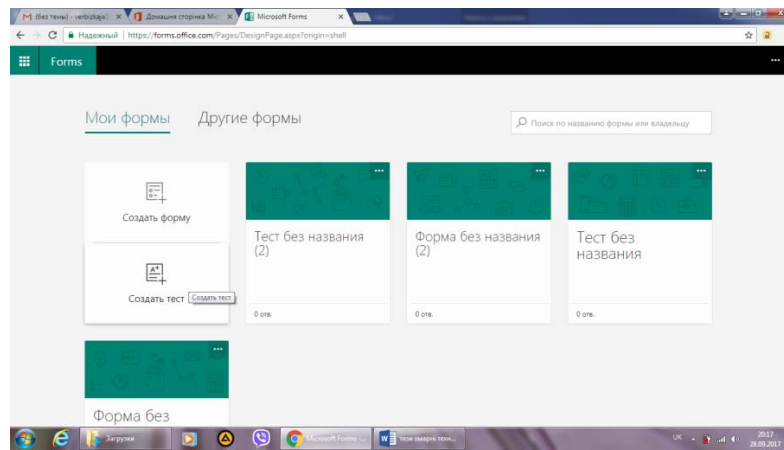 (без темы) - verbizkaja1
Домашня сторінка Mic
Microsoft Forms
Надежный | https://forms.office.com/Pages/DesignPage.aspx?origin=shell
Forms
Мои формы Другие формы
Поиск по названию формы или владельцу
Создать форму
Тест без названия (2)
Форма без названия (2)
Тест без названия
Создать тест
Создать тест
0 отв.
0 отв.
0 отв.
Форма без
Загрузки
Microsoft Forms -
UK
20:17
28.09.2017